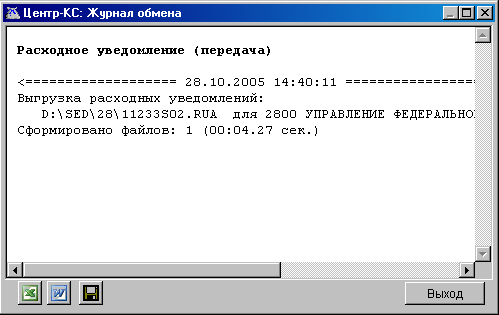 Центр-КС: Журнал обмена
Расходное уведомление (передача)
<=================== 28.10.2005 14:40:11 =================
Выгрузка расходных уведомлений:
D:\SED\28\11233S02.RUA для 2800 УПРАВЛЕНИЕ ФЕДЕРАЛЬНО
Сформировано файлов: 1 (00:04.27 сек.)
Выход